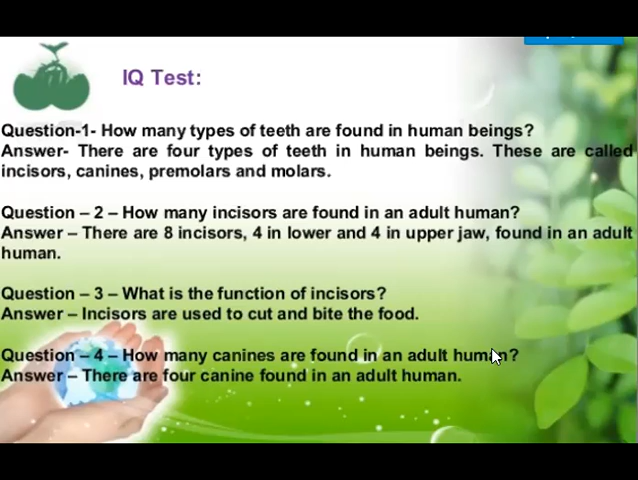 IQ Test:
Question-1- How many types of teeth are found in human beings?
Answer- There are four types of teeth in human beings. These are called
incisors, canines, premolars and molars.
Question – 2 – How many incisors are found in an adult human?
Answer – There are 8 incisors, 4 in lower and 4 in upper jaw, found in an adult
human.
Question – 3 – What is the function of incisors?
Answer – Incisors are used to cut and bite the food.
Question – 4 – How many canines are found in an adult human?
Answer – There are four canine found in an adult human.